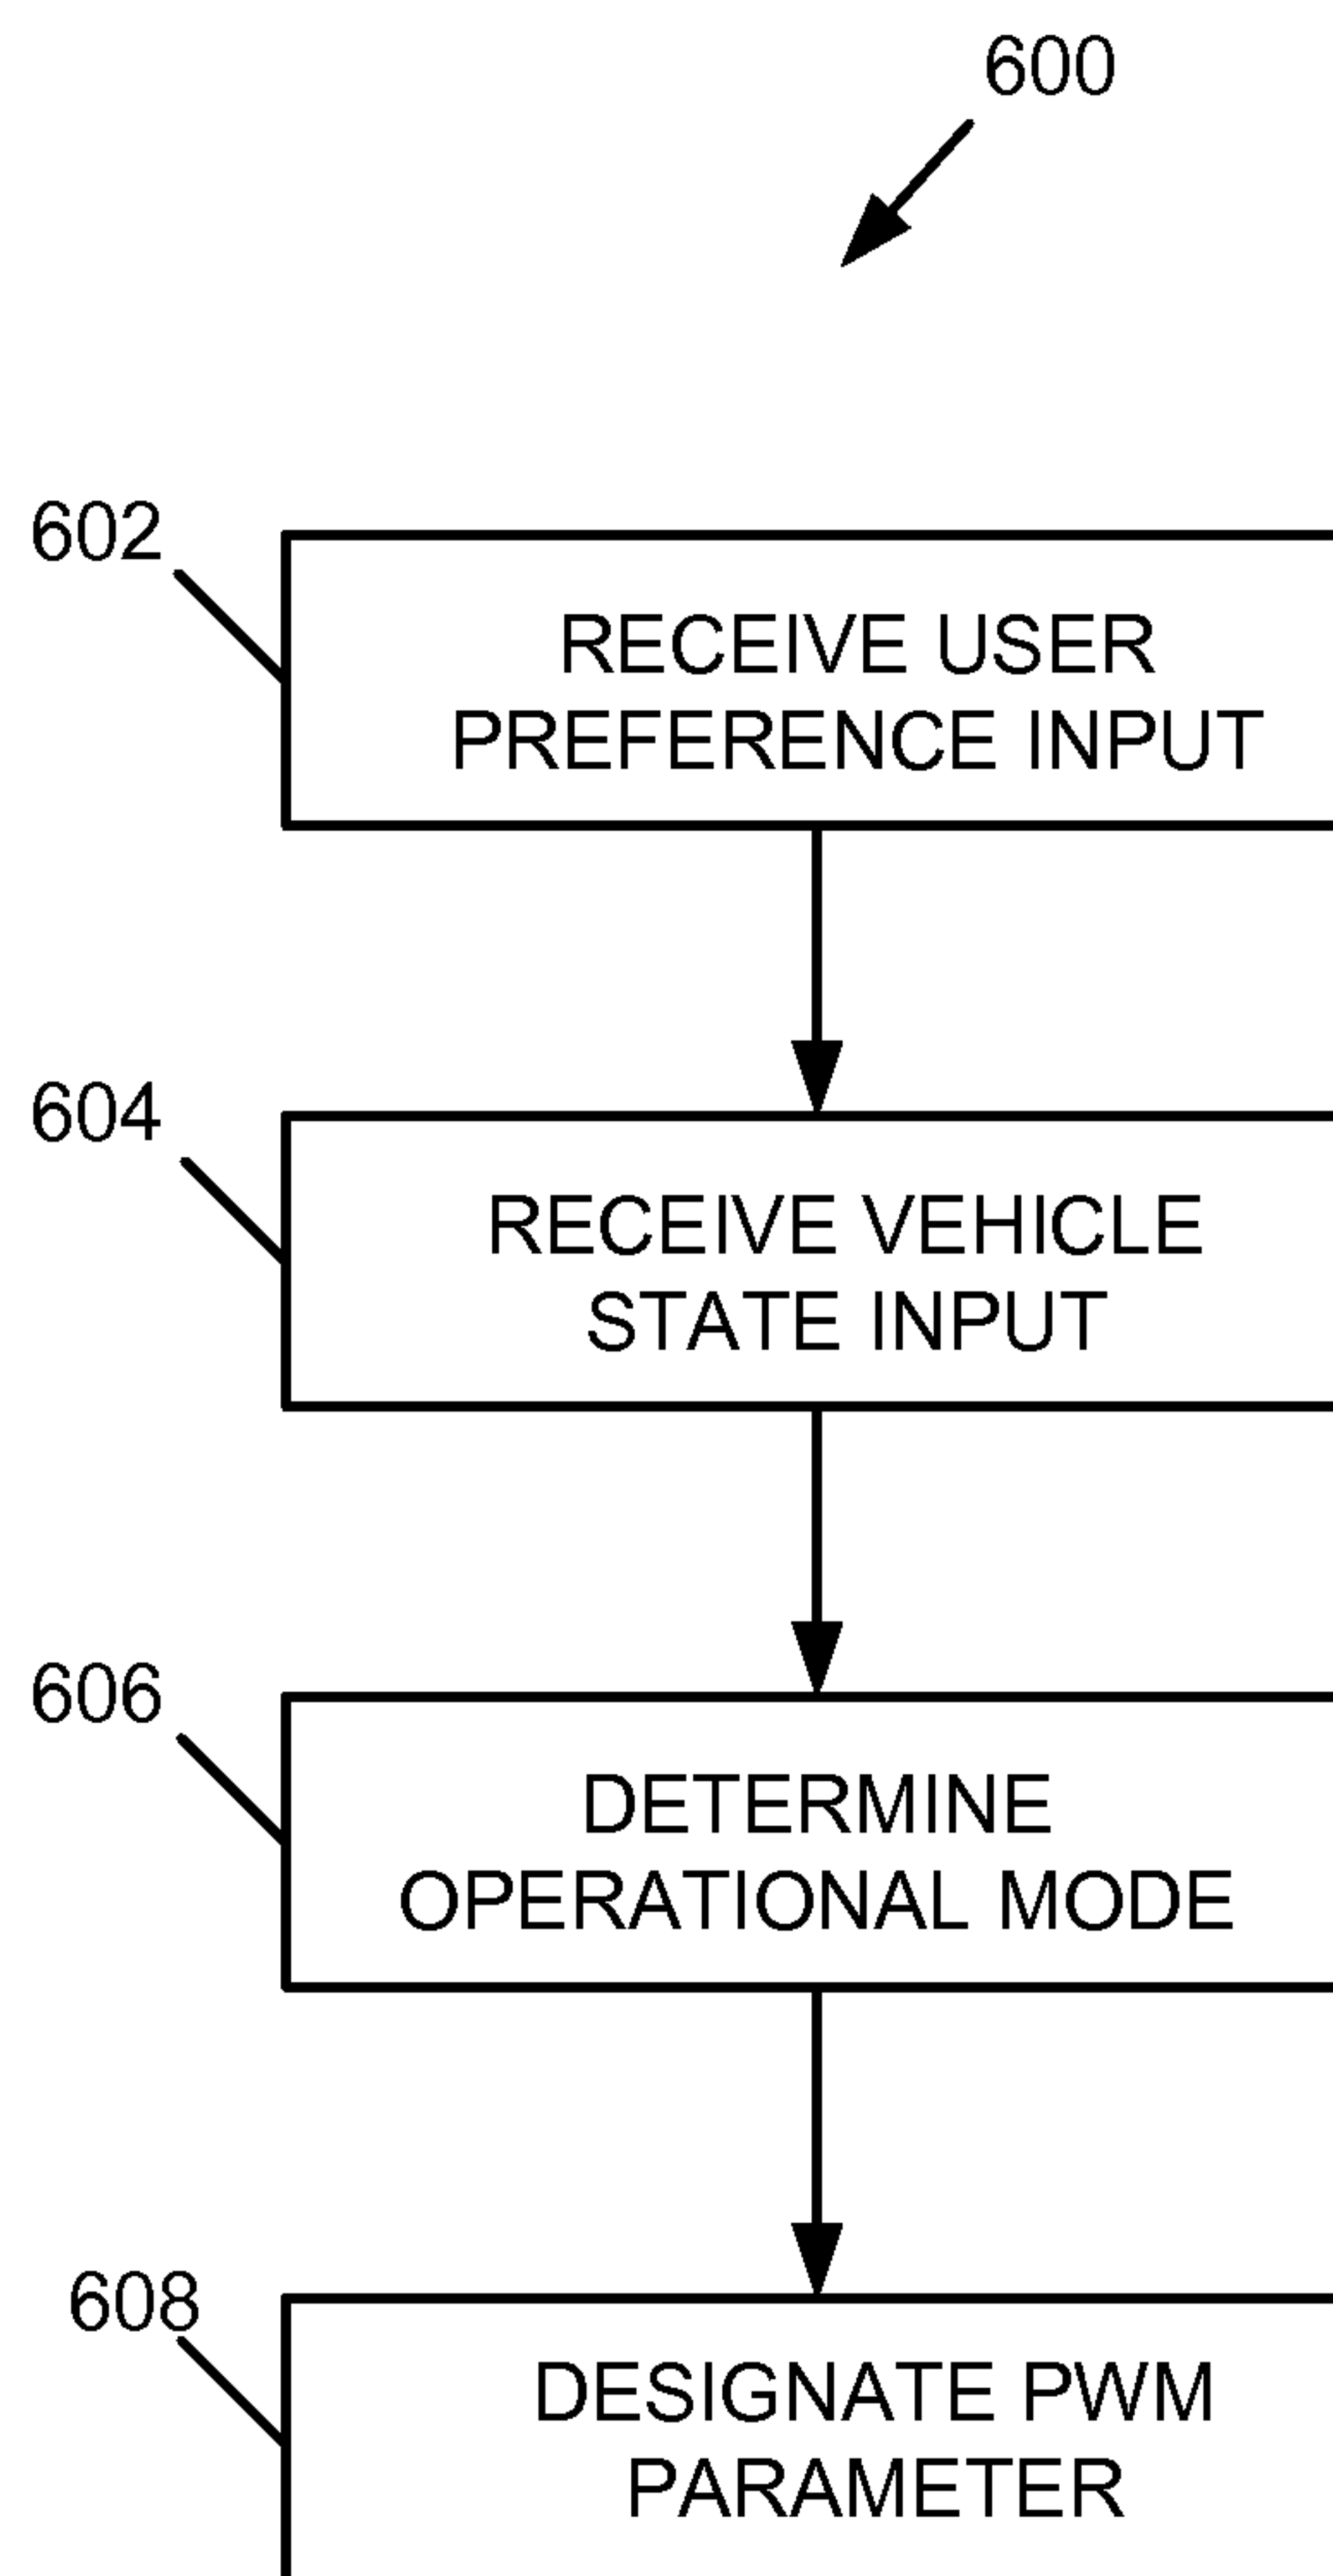 600
602
RECEIVE USER
PREFERENCE INPUT
604
RECEIVE VEHICLE
STATE INPUT
606
DETERMINE
OPERATIONAL MODE
608
DESIGNATE PWM
PARAMETER